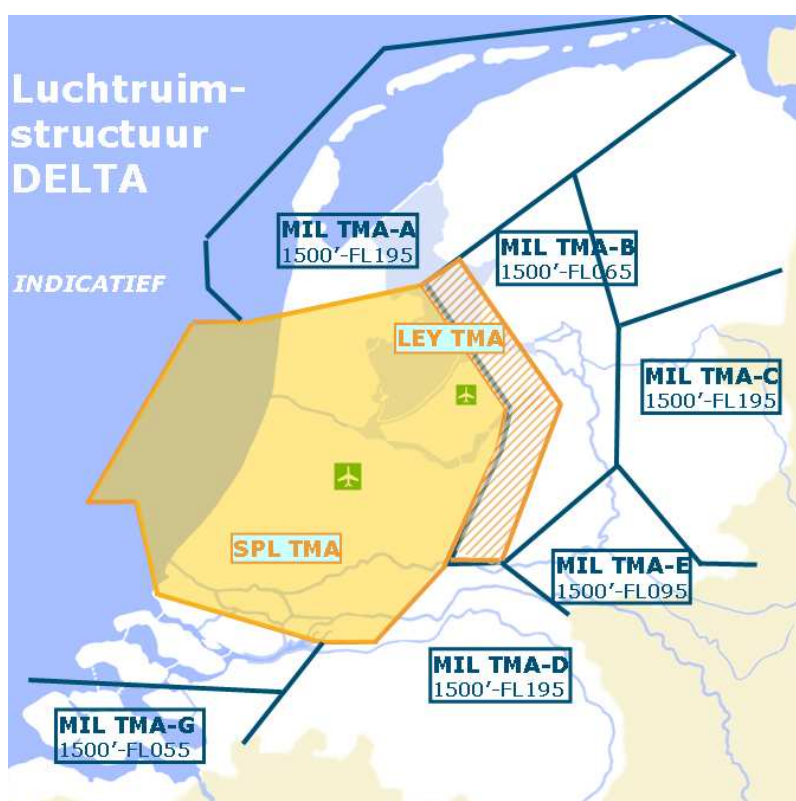 Luchtruim-
structuur
DELTA
INDICATIEF
MIL TMA-A
1500'-FL195
MIL TMA-B
1500'-FL065
LEY TMA
MIL TMA-C
1500'-FL195
SPL TMA
MIL TMA-E
1500'-FL095
MIL TMA-D
1500'-FL195
MIL TMA-G
1500'-FL055